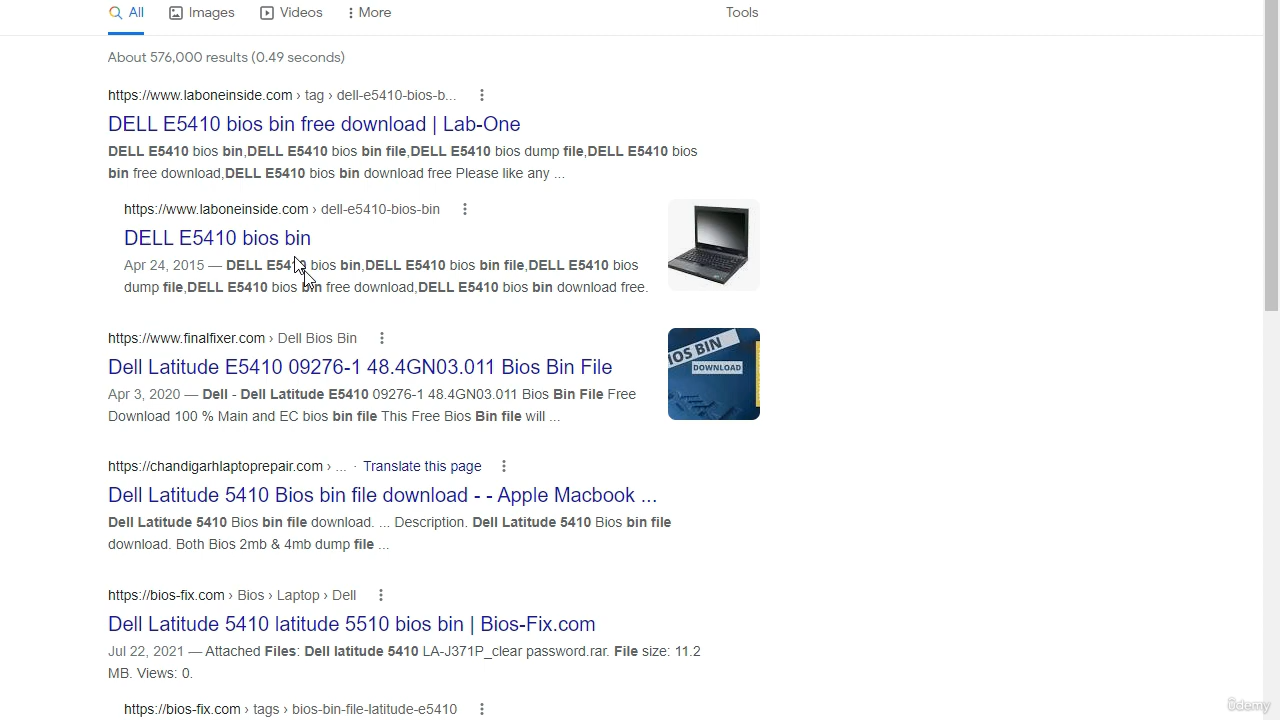 All Images Videos More Tools
About 576,000 results (0.49 seconds)
https://www.laboneinside.com › tag › dell-e5410-bios-b...
DELL E5410 bios bin free download | Lab-One
DELL E5410 bios bin,DELL E5410 bios bin file,DELL E5410 bios dump file,DELL E5410 bios
bin free download,DELL E5410 bios bin download free Please like any ...
https://www.laboneinside.com › dell-e5410-bios-bin
DELL E5410 bios bin
Apr 24, 2015 — DELL E5410 bios bin,DELL E5410 bios bin file,DELL E5410 bios
dump file,DELL E5410 bios bin free download,DELL E5410 bios bin download free.
https://www.finalfixer.com › Dell Bios Bin
Dell Latitude E5410 09276-1 48.4GN03.011 Bios Bin File
Apr 3, 2020 — Dell - Dell Latitude E5410 09276-1 48.4GN03.011 Bios Bin File Free
Download 100 % Main and EC bios bin file This Free Bios Bin file will ...
IOS BIN
DOWNLOAD
https://chandigarhlaptoprepair.com › ... · Translate this page
Dell Latitude 5410 Bios bin file download - - Apple Macbook ...
Dell Latitude 5410 Bios bin file download. ... Description. Dell Latitude 5410 Bios bin file
download. Both Bios 2mb & 4mb dump file ...
https://bios-fix.com › Bios › Laptop › Dell
Dell Latitude 5410 latitude 5510 bios bin | Bios-Fix.com
Jul 22, 2021 — Attached Files: Dell latitude 5410 LA-J371P_clear password.rar. File size: 11.2
MB. Views: 0.
https://bios-fix.com › tags › bios-bin-file-latitude-e5410
ûdemy